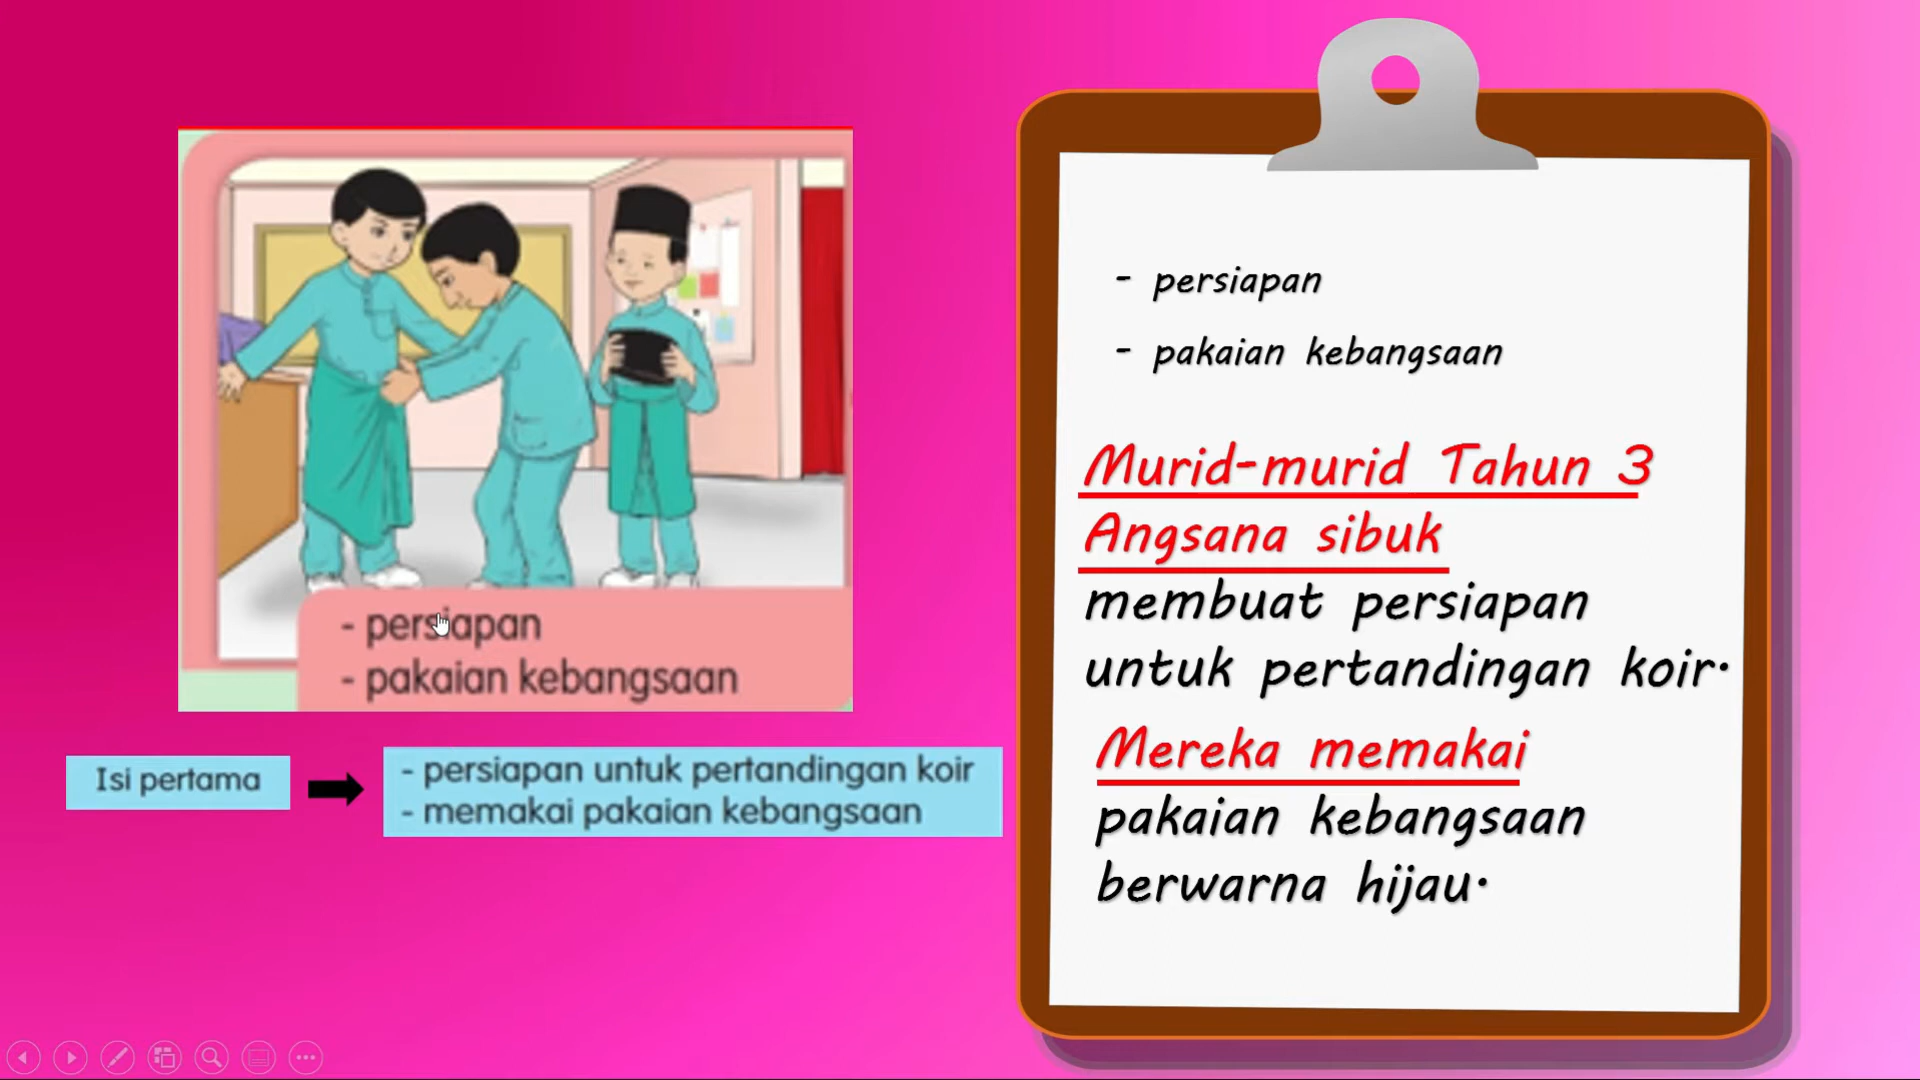 - persiapan
- pakaian kebangsaan
Isi pertama
- persiapan untuk pertandingan koir
- memakai pakaian kebangsaan
- persiapan
- pakaian kebangsaan
Murid-murid Tahun 3
Angsana sibuk
membuat persiapan
untuk pertandingan koir.
Mereka memakai
pakaian kebangsaan
berwarna hijau.